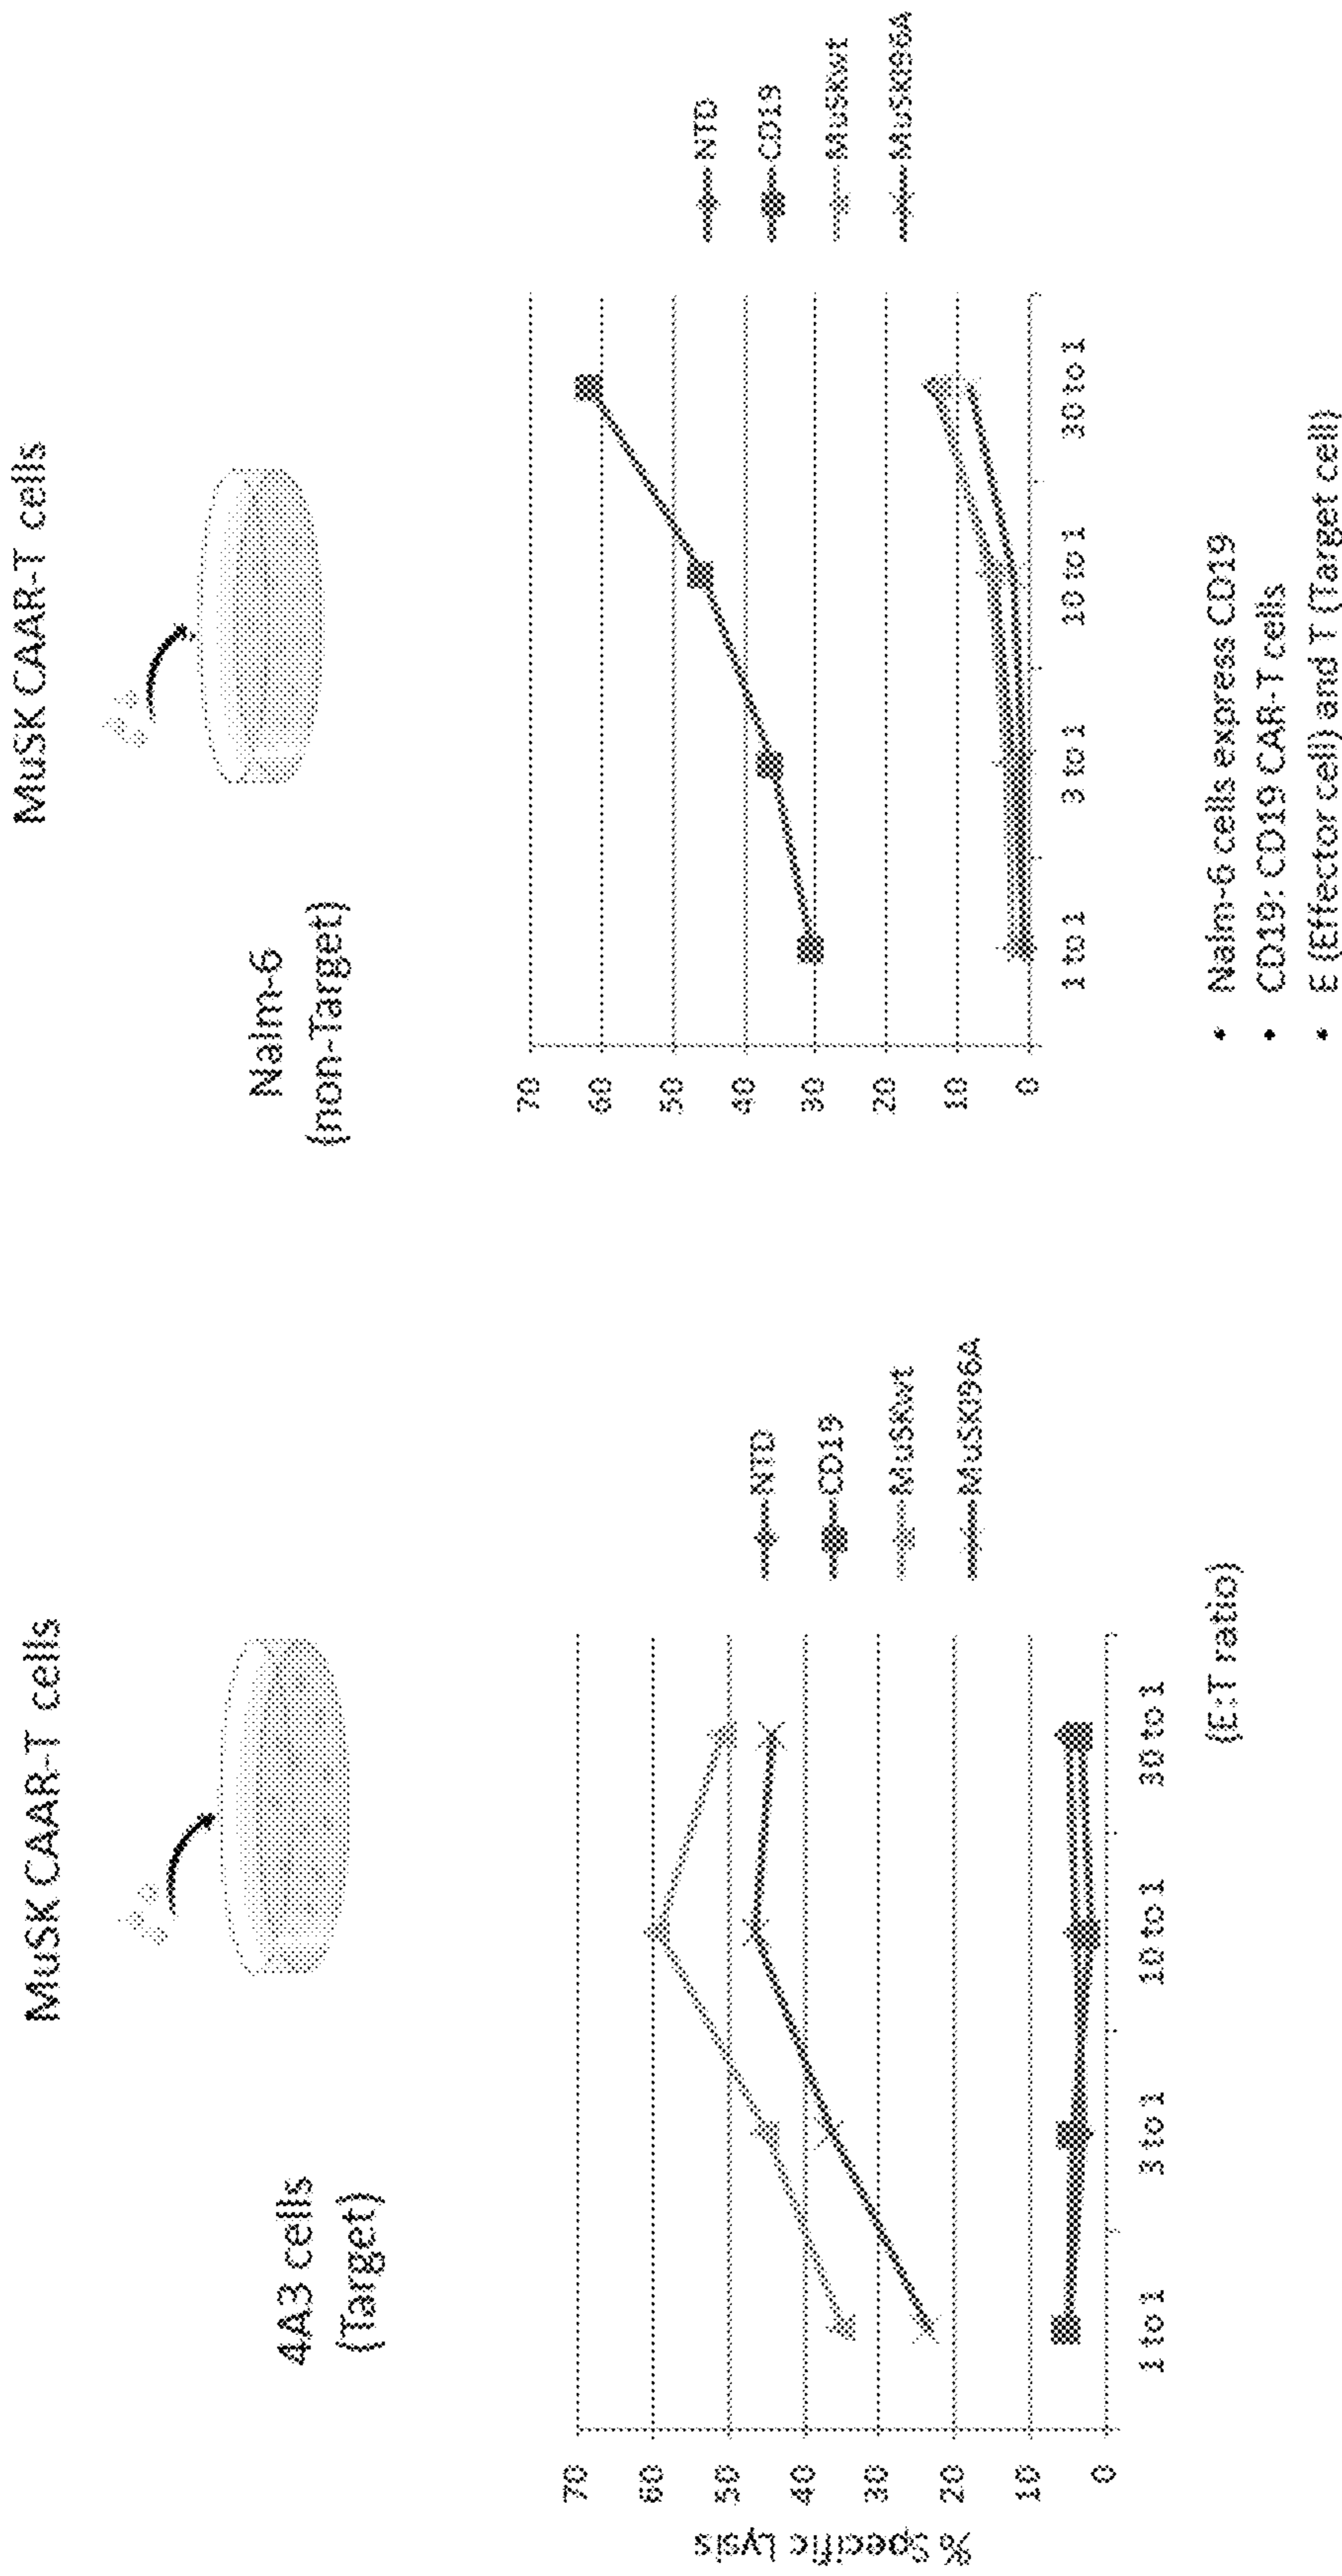 MuSK CAAR-T cells
4A3 cells
(Target)
% Specific Lysis
70
60
50
40
30
20
10
0
1 to 1
3 to 1
10 to 1
30 to 1
(E:T ratio)
NTD
CD19
MuSKwt
MuSKI96A
MuSK CAAR-T cells
Nalm-6
(non-Target)
70
60
50
40
30
20
10
0
1 to 1
3 to 1
10 to 1
30 to 1
NTD
CD19
MuSKwt
MuSKI96A
• Nalm-6 cells express CD19
• CD19: CD19 CAR-T cells
• E (Effector cell) and T (Target cell)